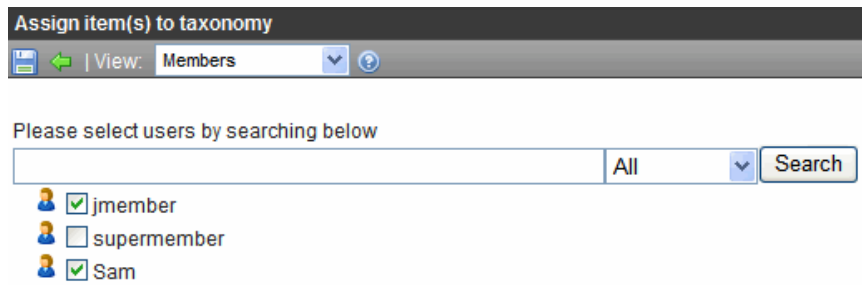 Assign item(s) to taxonomy
| View: Members ?
Please select users by searching below
All Search
jmember
supermember
Sam